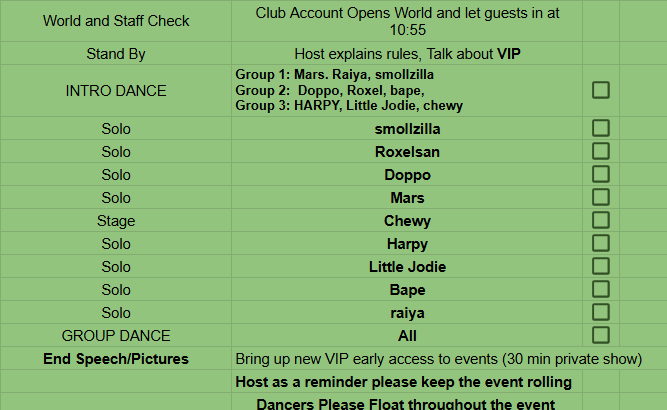 World and Staff Check
Club Account Opens World and let guests in at
10:55
Stand By
Host explains rules, Talk about VIP
INTRO DANCE
Group 1: Mars. Raiya, smollzilla
Group 2:  Doppo, Roxel, bape,
Group 3: HARPY, Little Jodie, chewy
Solo
smollzilla
Solo
Roxelsan
Solo
Doppo
Solo
Mars
Stage
Chewy
Solo
Harpy
Solo
Little Jodie
Solo
Bape
Solo
raiya
GROUP DANCE
All
End Speech/Pictures
Bring up new VIP early access to events (30 min private show)
Host as a reminder please keep the event rolling
Dancers Please Float throughout the event